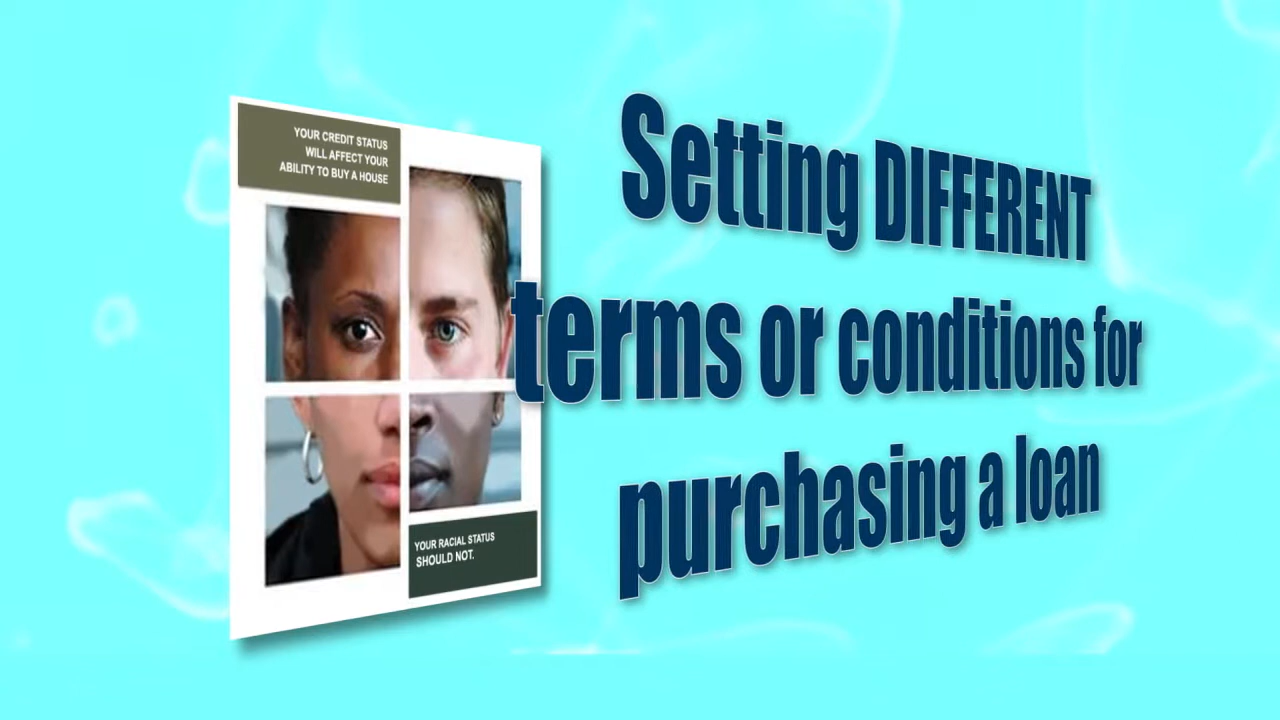 YOUR CREDIT STATUS
WILL AFFECT YOUR
ABILITY TO BUY A HOUSE
YOUR RACIAL STATUS
SHOULD NOT.
Setting DIFFERENT
terms or conditions for
purchasing a loan